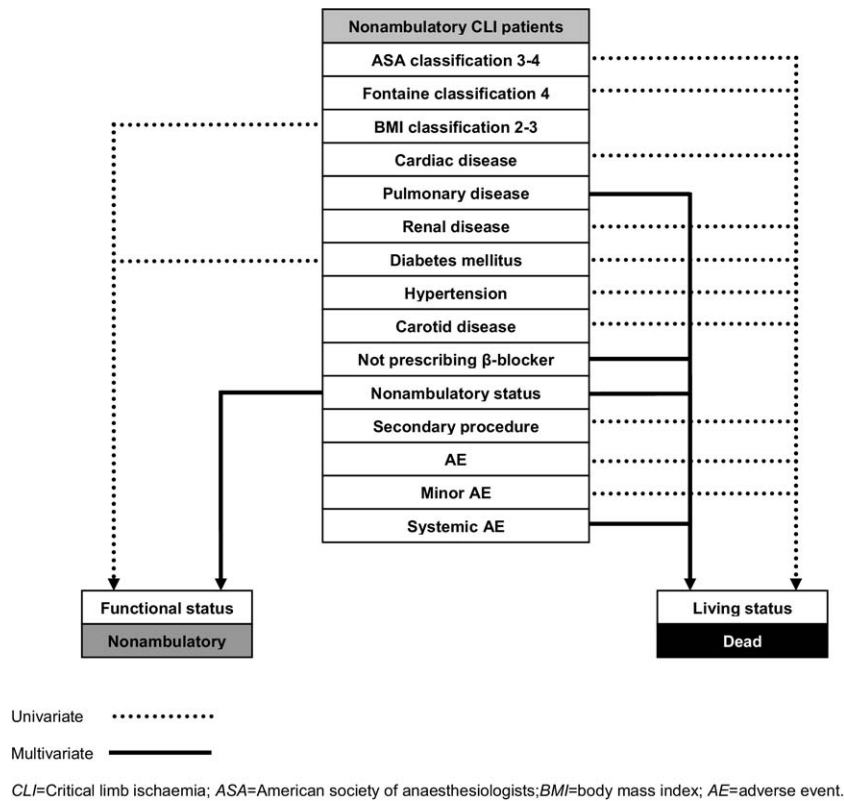 Nonambulatory CLI patients
ASA classification 3-4
Fontaine classification 4
BMI classification 2-3
Cardiac disease
Pulmonary disease
Renal disease
Diabetes mellitus
Hypertension
Carotid disease
Not prescribing β-blocker
Nonambulatory status
Secondary procedure
AE
Minor AE
Systemic AE
Functional status
Nonambulatory
Living status
Dead
Univariate
Multivariate
CLI=Critical limb ischaemia; ASA=American society of anaesthesiologists;BMI=body mass index; AE=adverse event.